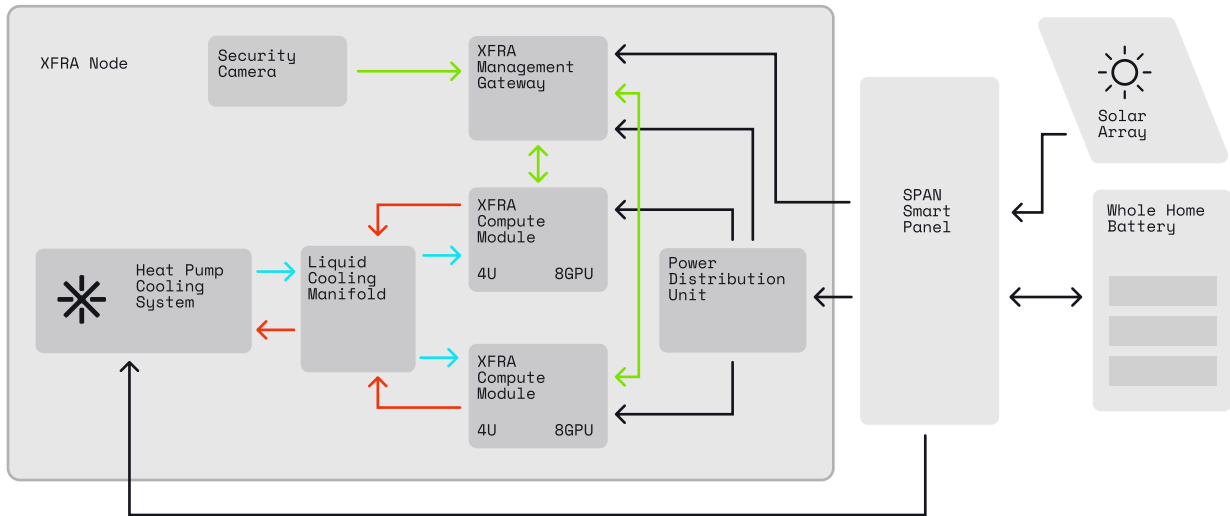 XFRA Node
Security
Camera
XFRA
Management
Gateway
Solar
Array
SPAN
Smart
Panel
Whole Home
Battery
XFRA
Compute
Module
4U 8GPU
Heat Pump
Cooling
System
Liquid
Cooling
Manifold
Power
Distribution
Unit
XFRA
Compute
Module
4U 8GPU